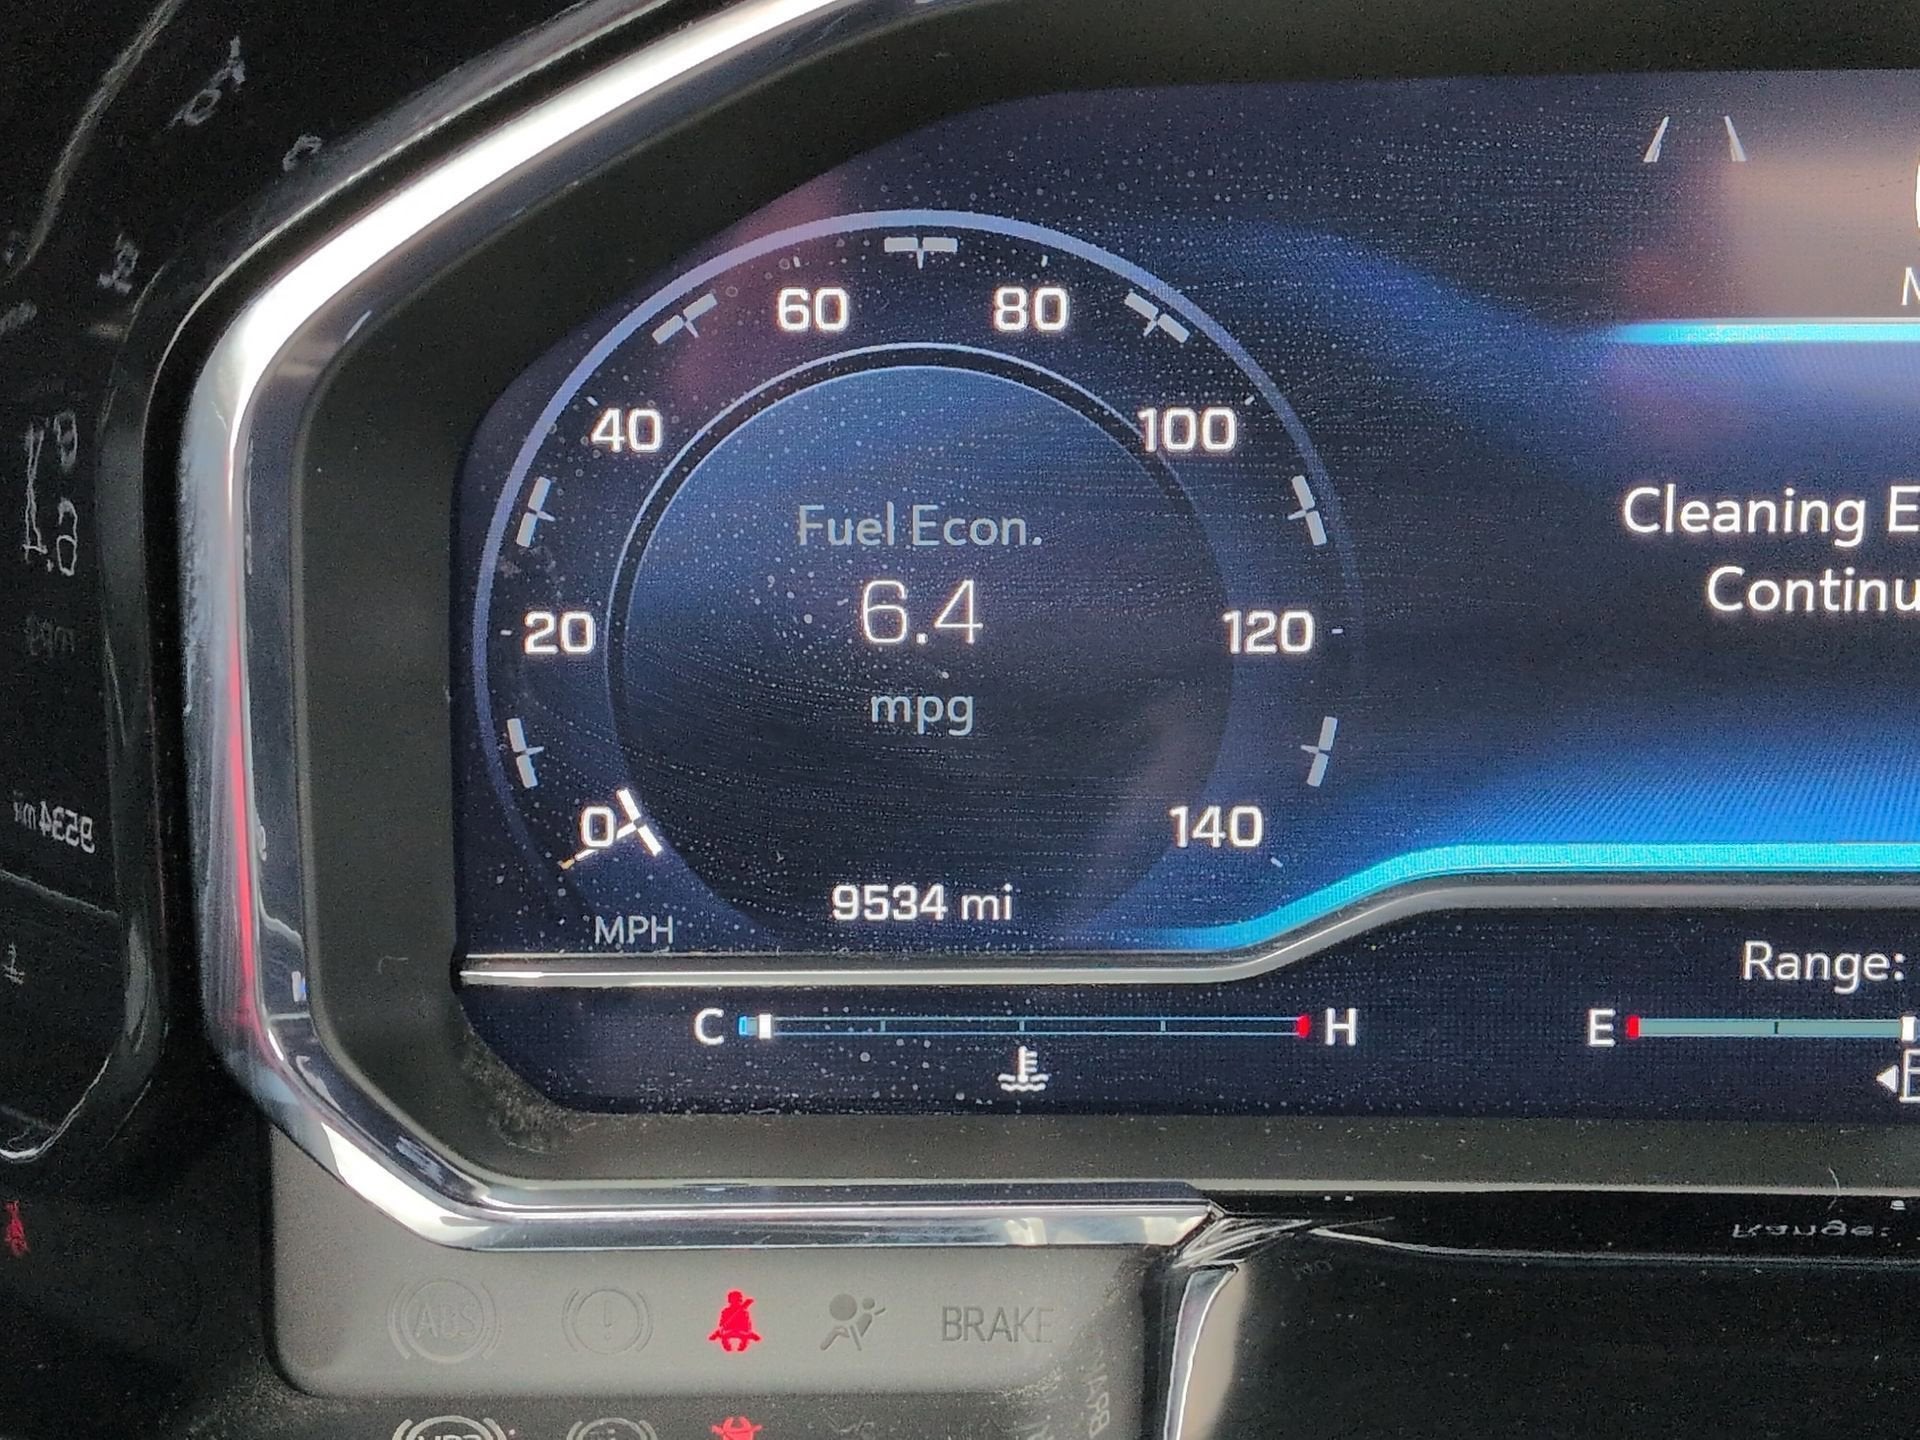 60 80
40 100
Fuel Econ.
Cleaning E
6.4
Continu
20 120
mpg
0 140
9534 mi
MPH
Range:
C H E
ABS BRAKE